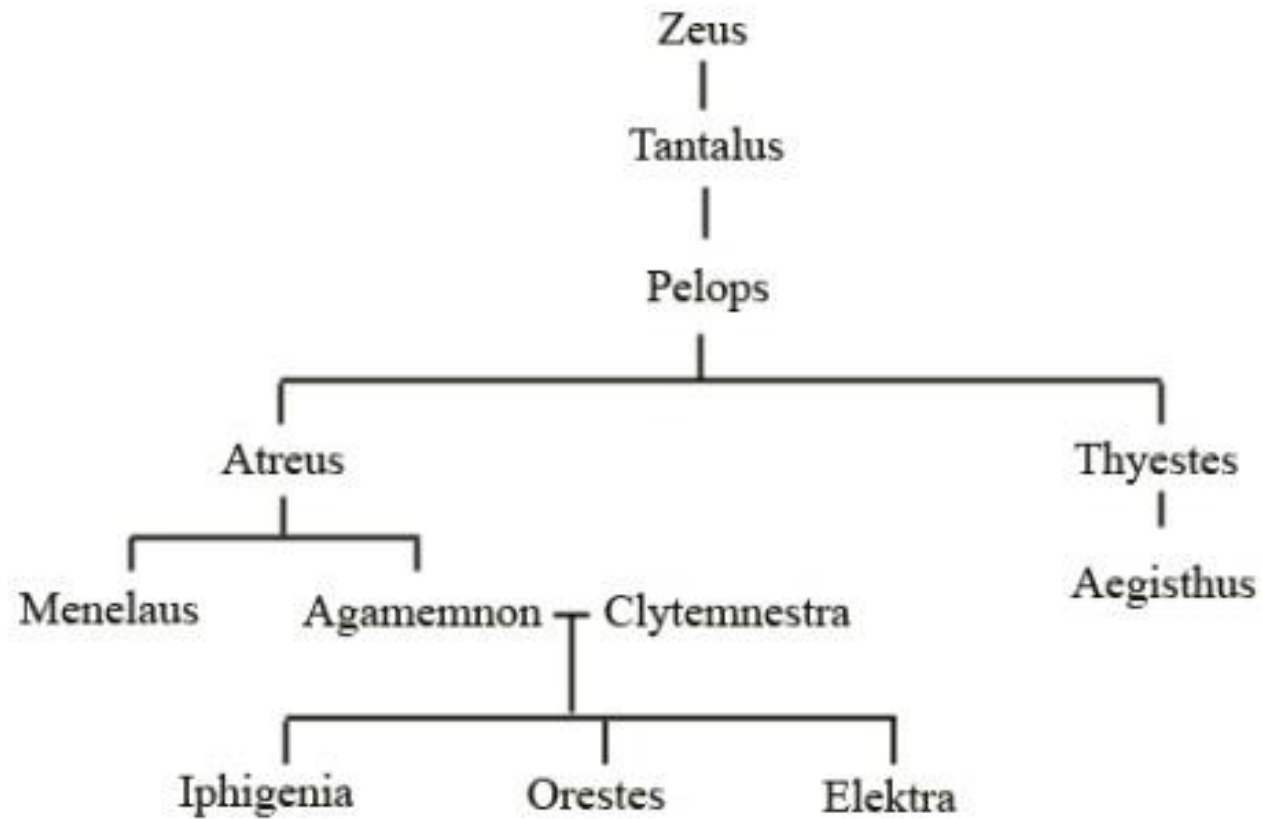 Zeus
Tantalus
Pelops
Atreus Thyestes
Menelaus Agamemnon Clytemnestra Aegisthus
Iphigenia Orestes Elektra